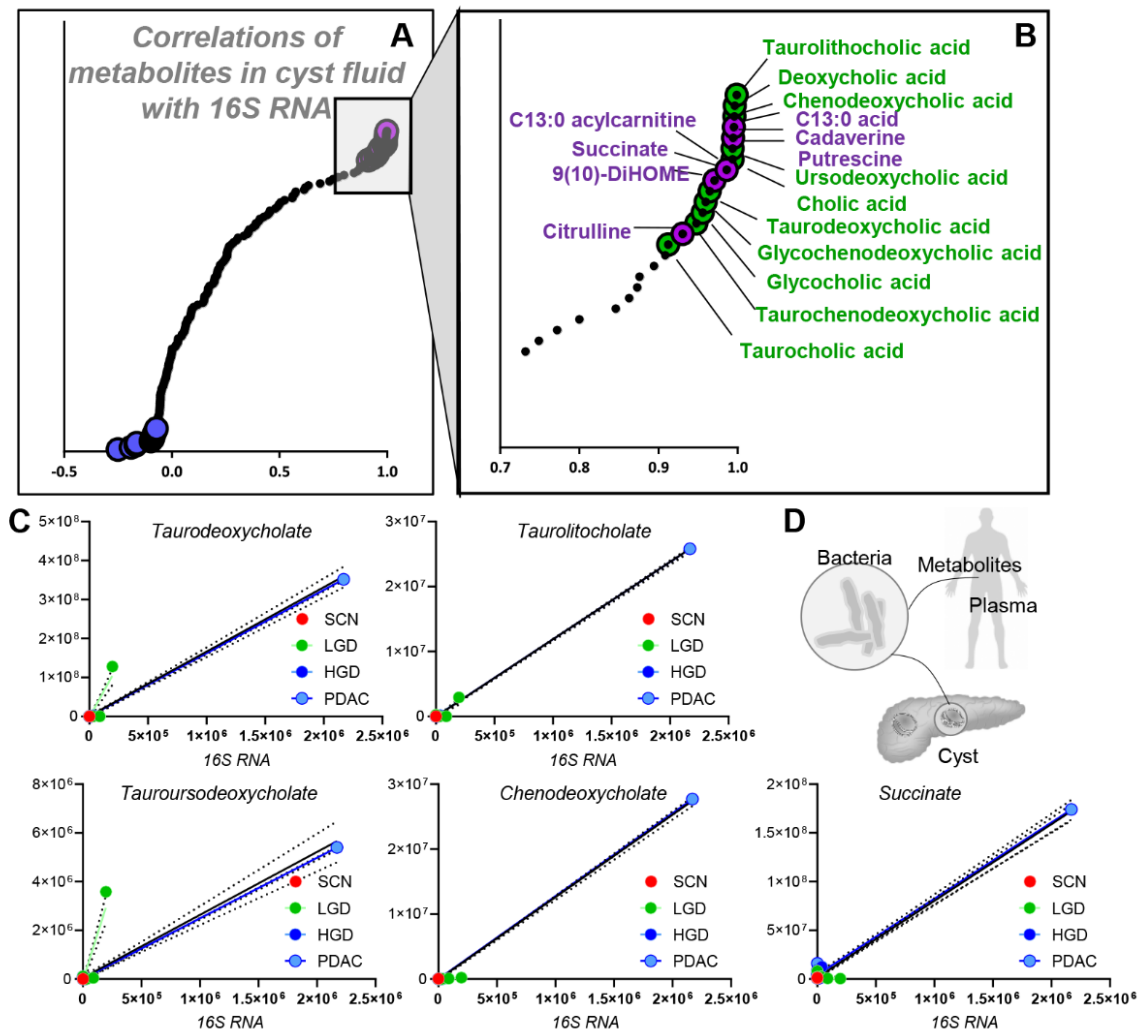 Correlations of
metabolites in cyst fluid
with 16S RNA
A
-0.5
0.0
0.5
1.0
B
Taurolithocholic acid
Deoxycholic acid
Chenodeoxycholic acid
C13:0 acylcarnitine
C13:0 acid
Cadaverine
Succinate
Putrescine
9(10)-DiHOME
Ursodeoxycholic acid
Cholic acid
Taurodeoxycholic acid
Citrulline
Glycochenodeoxycholic acid
Glycocholic acid
Taurochenodeoxycholic acid
Taurocholic acid
0.7
0.8
0.9
1.0
C
Taurodeoxycholate
5×10⁸
4×10⁸
3×10⁸
2×10⁸
1×10⁸
0
SCN
LGD
HGD
PDAC
0
5×10⁵
1×10⁶
1.5×10⁶
2×10⁶
2.5×10⁶
16S RNA
Taurolitocholate
3×10⁷
2×10⁷
1×10⁷
0
SCN
LGD
HGD
PDAC
0
5×10⁵
1×10⁶
1.5×10⁶
2×10⁶
2.5×10⁶
16S RNA
D
Bacteria
Metabolites
Plasma
Cyst
Tauroursodeoxycholate
8×10⁶
6×10⁶
4×10⁶
2×10⁶
0
SCN
LGD
HGD
PDAC
0
5×10⁵
1×10⁶
1.5×10⁶
2×10⁶
2.5×10⁶
16S RNA
Chenodeoxycholate
3×10⁷
2×10⁷
1×10⁷
0
SCN
LGD
HGD
PDAC
0
5×10⁵
1×10⁶
1.5×10⁶
2×10⁶
2.5×10⁶
16S RNA
Succinate
2×10⁸
1.5×10⁸
1×10⁸
5×10⁷
0
SCN
LGD
HGD
PDAC
0
5×10⁵
1×10⁶
1.5×10⁶
2×10⁶
2.5×10⁶
16S RNA